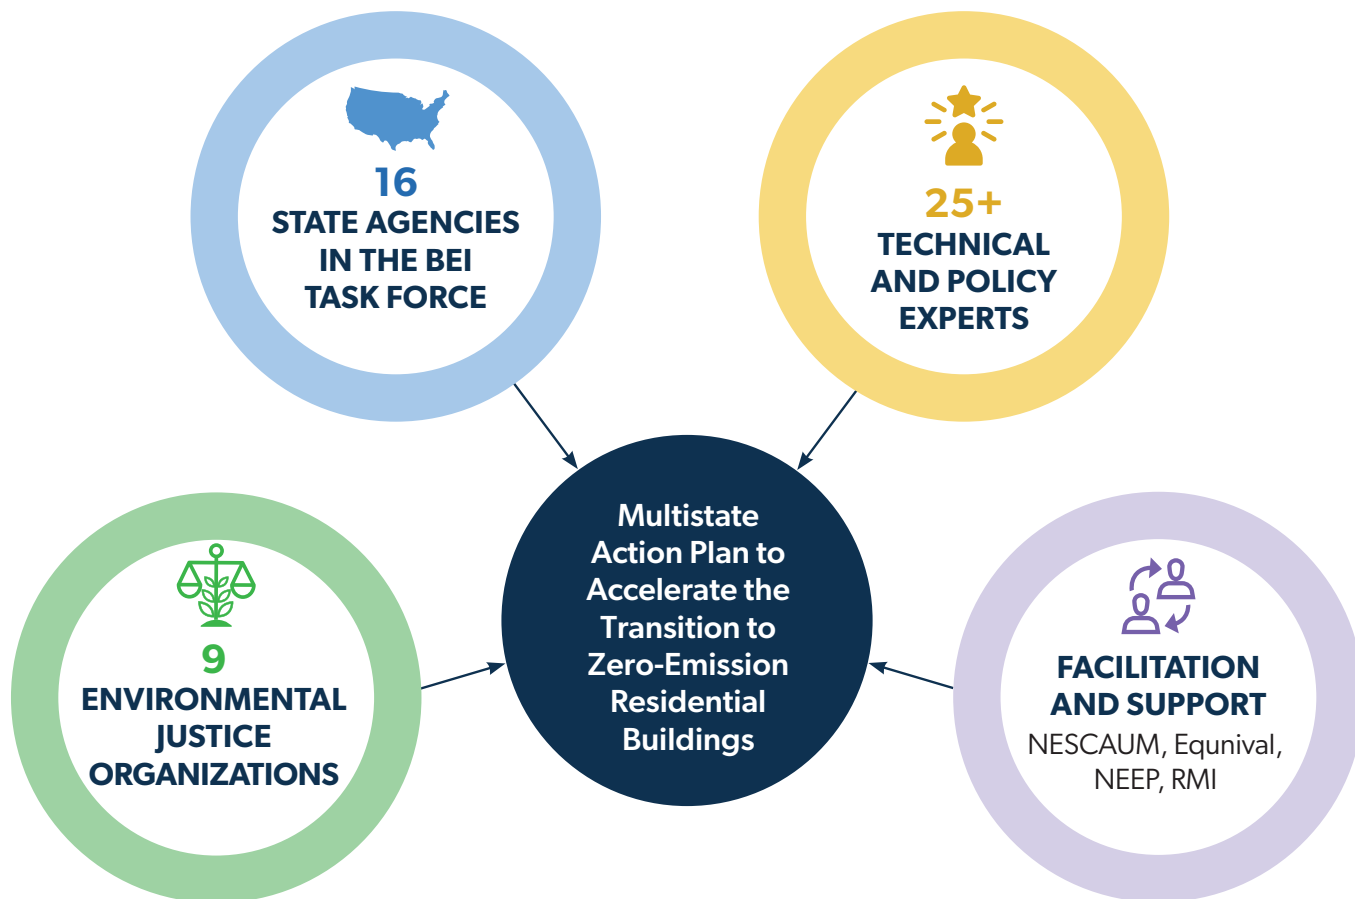 16
STATE AGENCIES
IN THE BEI
TASK FORCE
25+
TECHNICAL
AND POLICY
EXPERTS
9
ENVIRONMENTAL
JUSTICE
ORGANIZATIONS
Multistate
Action Plan to
Accelerate the
Transition to
Zero-Emission
Residential
Buildings
FACILITATION
AND SUPPORT
NESCAUM, Equnival,
NEEP, RMI